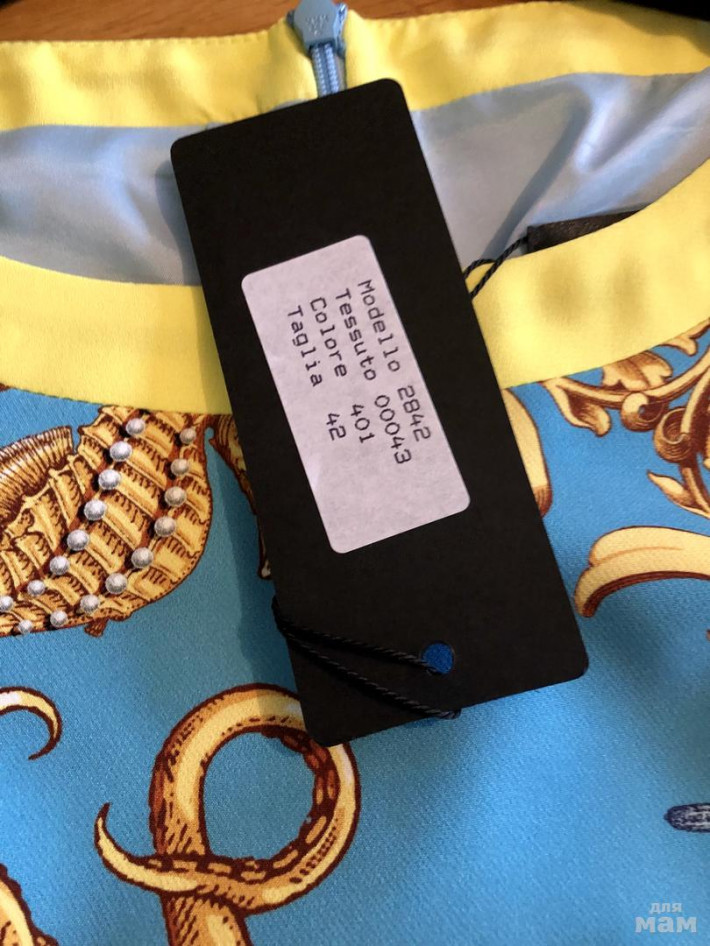 Modello 2842
Tessuto 00043
Colore 401
Taglia 42
для
мам